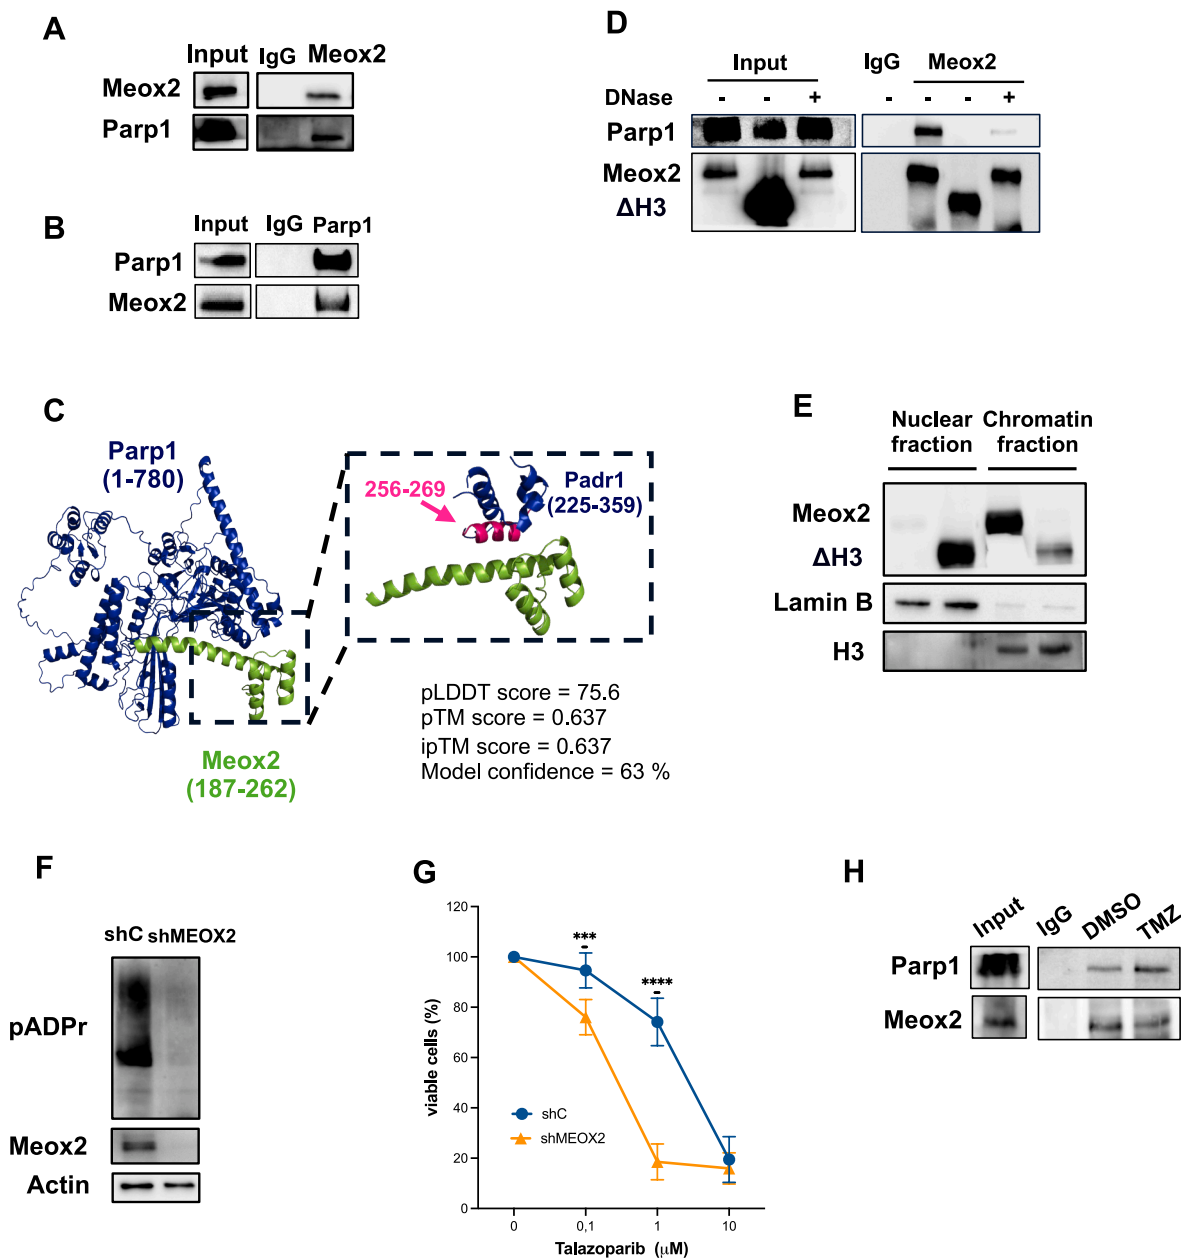 A
Input IgG Meox2
Meox2
Parp1
B
Input IgG Parp1
Parp1
Meox2
C
Parp1
(1-780)
256-269
Padr1
(225-359)
Meox2
(187-262)
pLDDT score = 75.6
pTM score = 0.637
ipTM score = 0.637
Model confidence = 63 %
D
Input IgG Meox2
DNase - - + - - - +
Parp1
Meox2
ΔH3
E
Nuclear Chromatin
fraction fraction
Meox2
ΔH3
Lamin B
H3
F
shC shMEOX2
pADPr
Meox2
Actin
G
120
100
80
60
40
20
0
viable cells (%)
***
****
shC
shMEOX2
0 0,1 1 10
Talazoparib (μM)
H
Input IgG DMSO TMZ
Parp1
Meox2